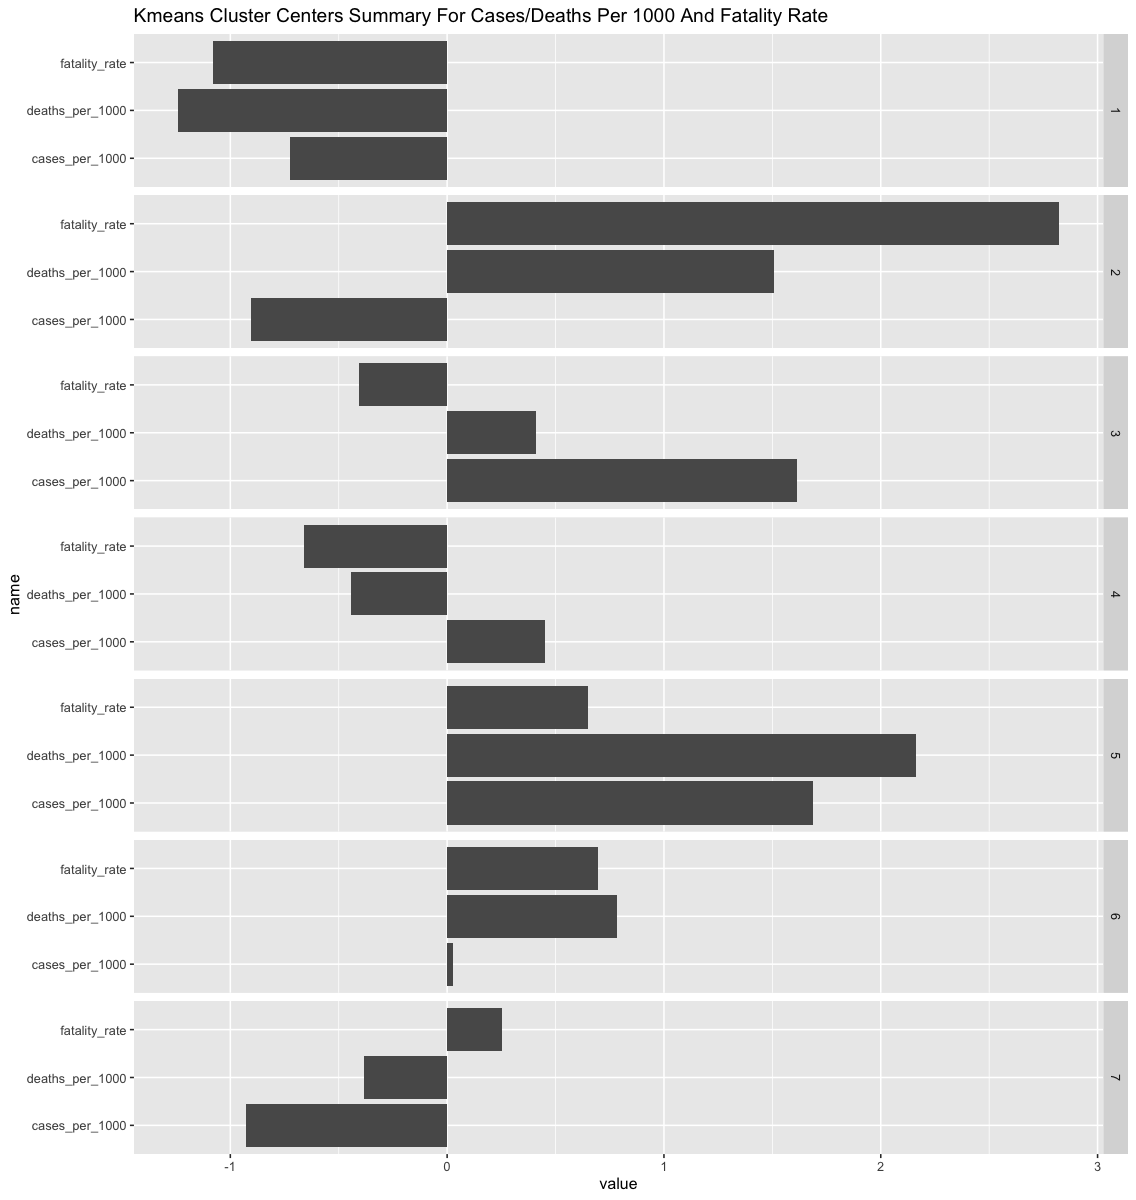 Kmeans Cluster Centers Summary For Cases/Deaths Per 1000 And Fatality Rate
fatality_rate
deaths_per_1000
cases_per_1000
1
fatality_rate
deaths_per_1000
cases_per_1000
2
fatality_rate
deaths_per_1000
cases_per_1000
3
fatality_rate
deaths_per_1000
cases_per_1000
4
name
fatality_rate
deaths_per_1000
cases_per_1000
5
fatality_rate
deaths_per_1000
cases_per_1000
6
fatality_rate
deaths_per_1000
cases_per_1000
7
-1 0 1 2 3
value